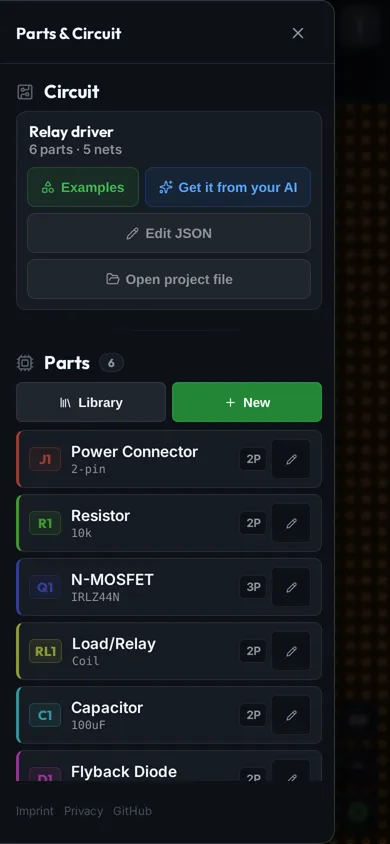 Parts & Circuit
Circuit
Relay driver
6 parts · 5 nets
Examples
Get it from your AI
Edit JSON
Open project file
Parts 6
Library
+ New
J1 Power Connector 2P
2-pin
R1 Resistor 2P
10k
Q1 N-MOSFET 3P
IRLZ44N
RL1 Load/Relay 2P
Coil
C1 Capacitor 2P
100uF
D1 Flyback Diode 2P
Imprint Privacy GitHub